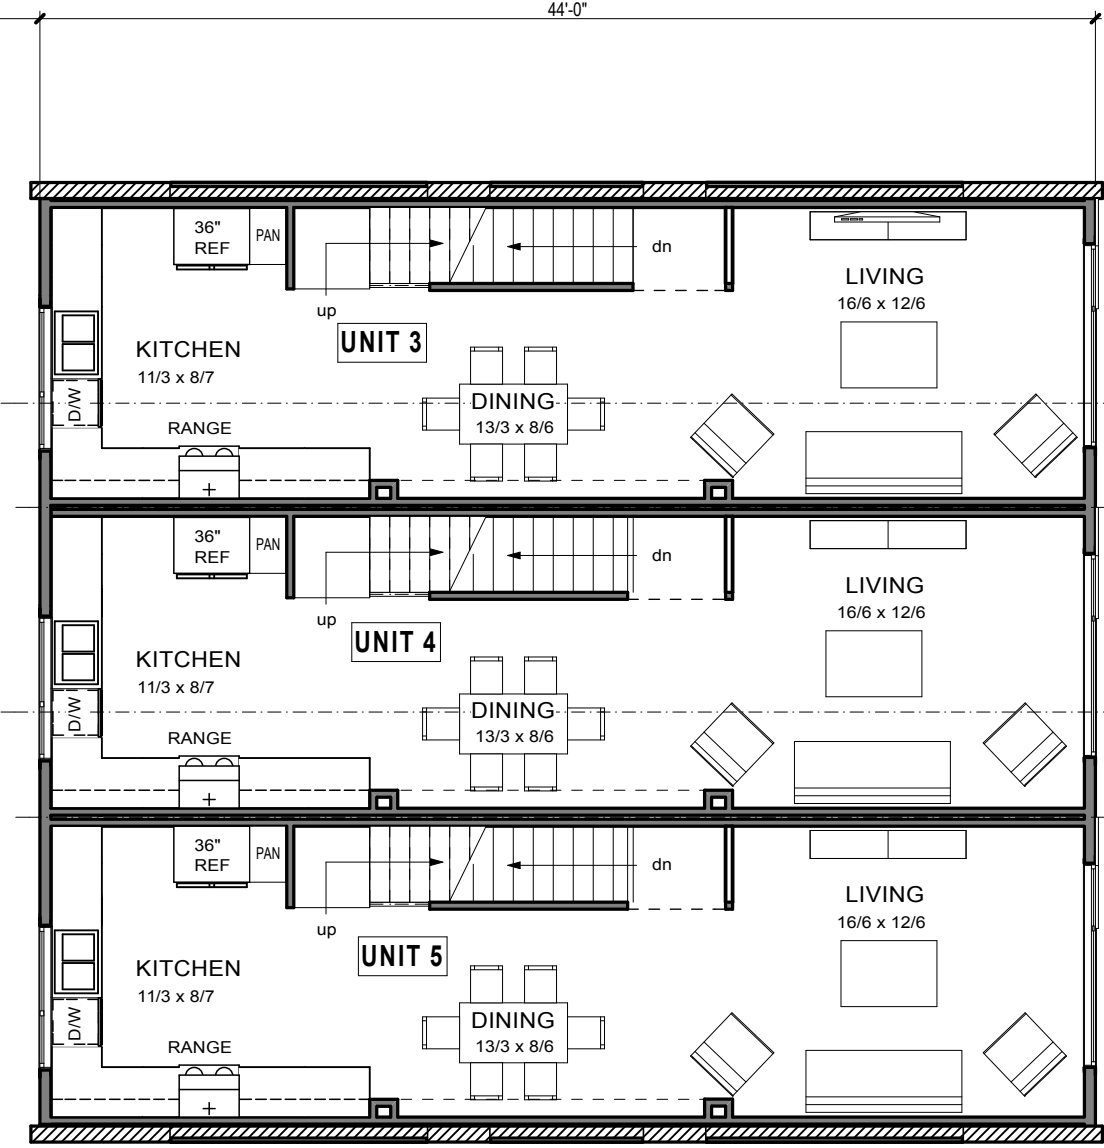 44'-0"
36"
REF
PAN
dn
LIVING
16/6 x 12/6
up
UNIT 3
KITCHEN
11/3 x 8/7
D/W
DINING
13/3 x 8/6
RANGE
36"
REF
PAN
dn
LIVING
16/6 x 12/6
up
UNIT 4
KITCHEN
11/3 x 8/7
D/W
DINING
13/3 x 8/6
RANGE
36"
REF
PAN
dn
LIVING
16/6 x 12/6
up
UNIT 5
KITCHEN
11/3 x 8/7
D/W
DINING
13/3 x 8/6
RANGE